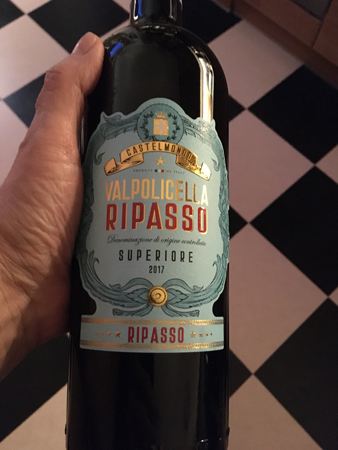 CASTELMONDO
VALPOLICELLA
RIPASSO
Denominazione di origine controllata
SUPERIORE
2017
RIPASSO